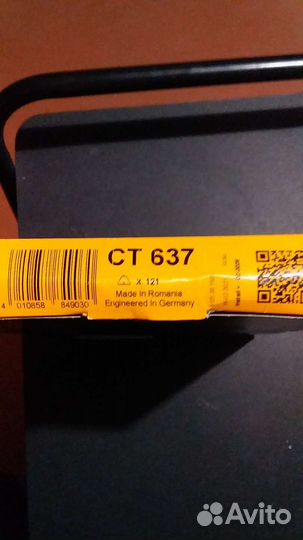 CT 637
X 121
Made in Romania
Engineered in Germany
4 010858 849030
Avito